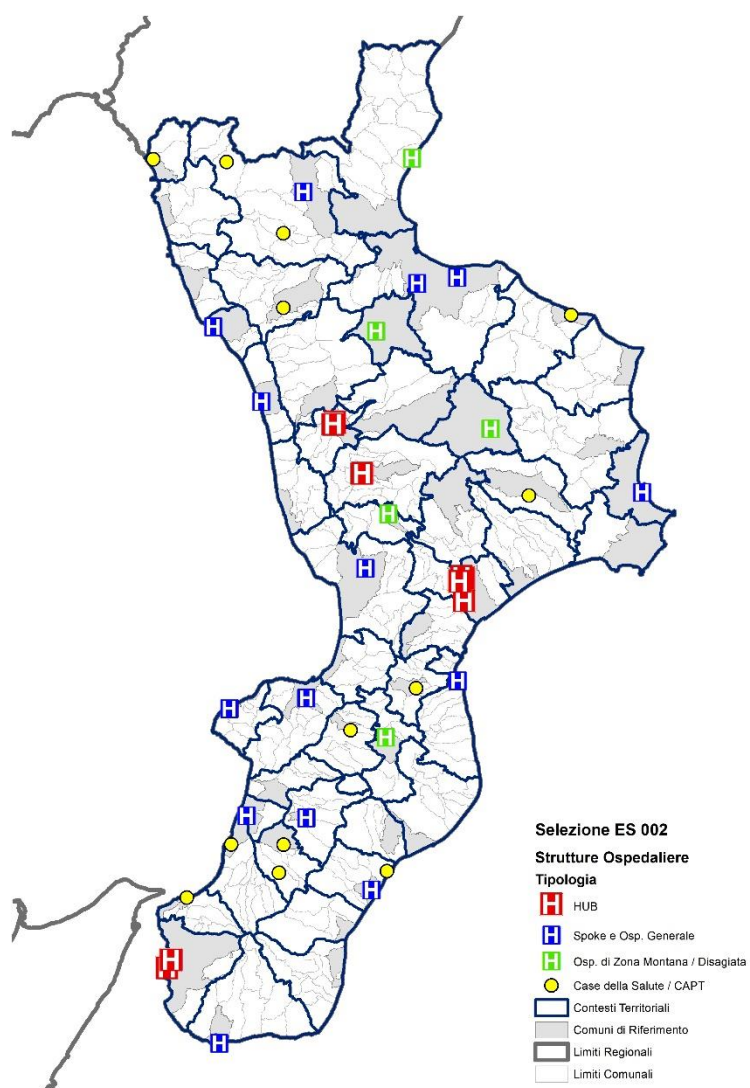 Selezione ES 002
Strutture Ospedaliere
Tipologia
H HUB
H Spoke e Osp. Generale
H Osp. di Zona Montana / Disagiata
Case della Salute / CAPT
Contesti Territoriali
Comuni di Riferimento
Limiti Regionali
Limiti Comunali